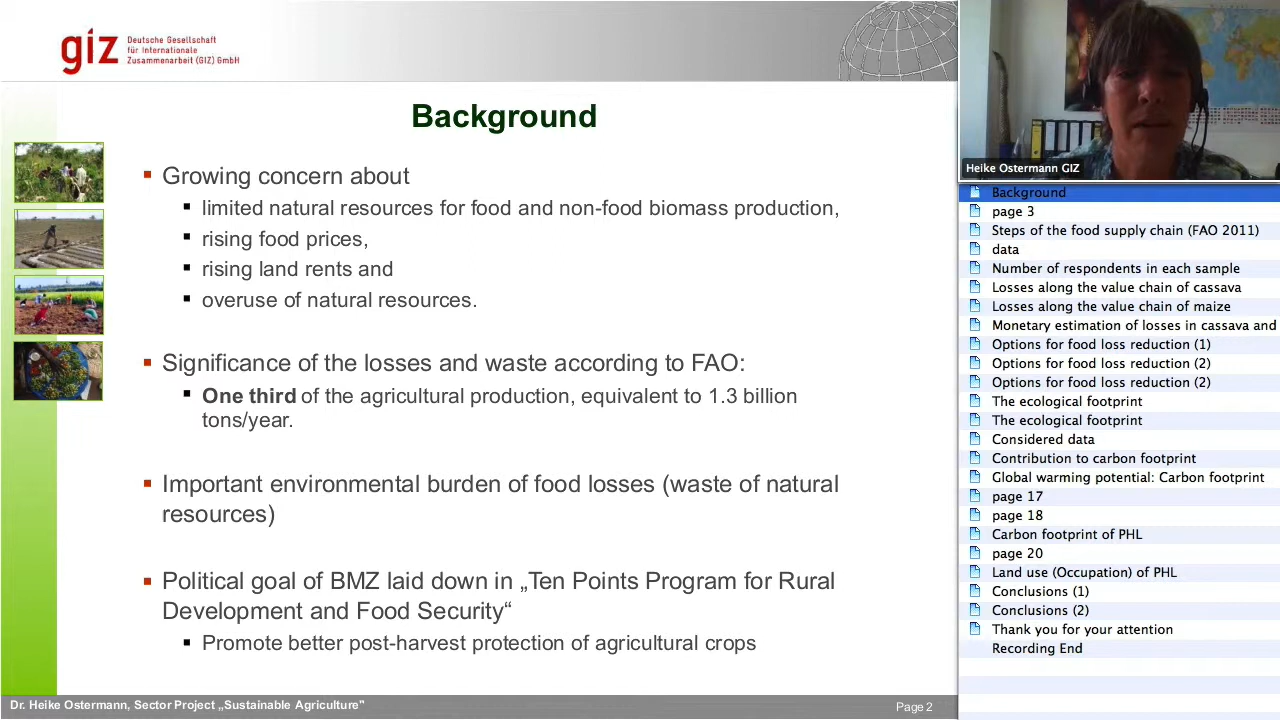 giz Deutsche Gesellschaft
für Internationale
Zusammenarbeit (GIZ) GmbH
Background
Growing concern about
limited natural resources for food and non-food biomass production,
rising food prices,
rising land rents and
overuse of natural resources.
Significance of the losses and waste according to FAO:
One third of the agricultural production, equivalent to 1.3 billion
tons/year.
Important environmental burden of food losses (waste of natural
resources)
Political goal of BMZ laid down in „Ten Points Program for Rural
Development and Food Security“
Promote better post-harvest protection of agricultural crops
Dr. Heike Ostermann, Sector Project „Sustainable Agriculture"
Page 2
Heike Ostermann GIZ
Background
page 3
Steps of the food supply chain (FAO 2011)
data
Number of respondents in each sample
Losses along the value chain of cassava
Losses along the value chain of maize
Monetary estimation of losses in cassava and
Options for food loss reduction (1)
Options for food loss reduction (2)
Options for food loss reduction (2)
The ecological footprint
The ecological footprint
Considered data
Contribution to carbon footprint
Global warming potential: Carbon footprint
page 17
page 18
Carbon footprint of PHL
page 20
Land use (Occupation) of PHL
Conclusions (1)
Conclusions (2)
Thank you for your attention
Recording End